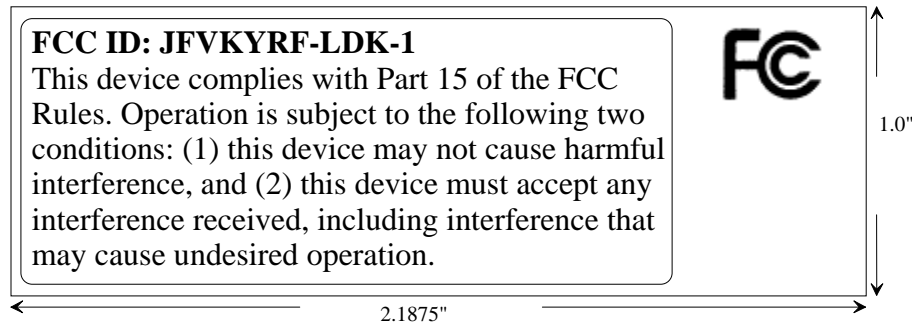 FCC ID: JFVKYRF-LDK-1
This device complies with Part 15 of the FCC
Rules. Operation is subject to the following two
conditions: (1) this device may not cause harmful
interference, and (2) this device must accept any
interference received, including interference that
may cause undesired operation.
FC
1.0"
2.1875"